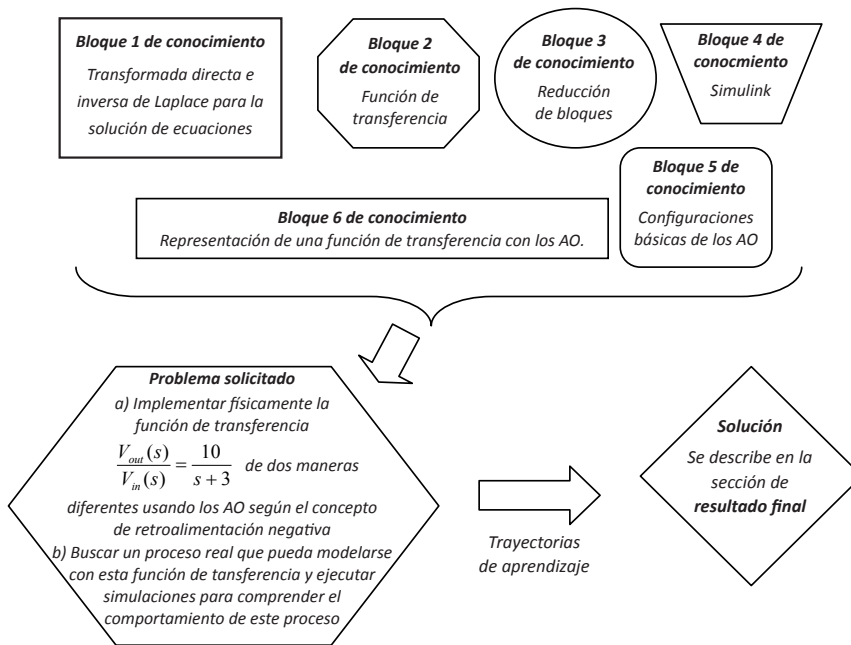 Bloque 1 de conocimiento
Transformada directa e
inversa de Laplace para la
solución de ecuaciones
Bloque 2
de conocimiento
Función de
transferencia
Bloque 3
de conocimiento
Reducción
de bloques
Bloque 4 de
conocmiento
Simulink
Bloque 5 de
conocimiento
Configuraciones
básicas de los AO
Bloque 6 de conocimiento
Representación de una función de transferencia con los AO.
Problema solicitado
a) Implementar físicamente la
función de transferencia
V_out(s)/V_in(s) = 10/(s+3) de dos maneras
diferentes usando los AO según el concepto
de retroalimentación negativa
b) Buscar un proceso real que pueda modelarse
con esta función de tansferencia y ejecutar
simulaciones para comprender el
comportamiento de este proceso
Trayectorias
de aprendizaje
Solución
Se describe en la
sección de
resultado final